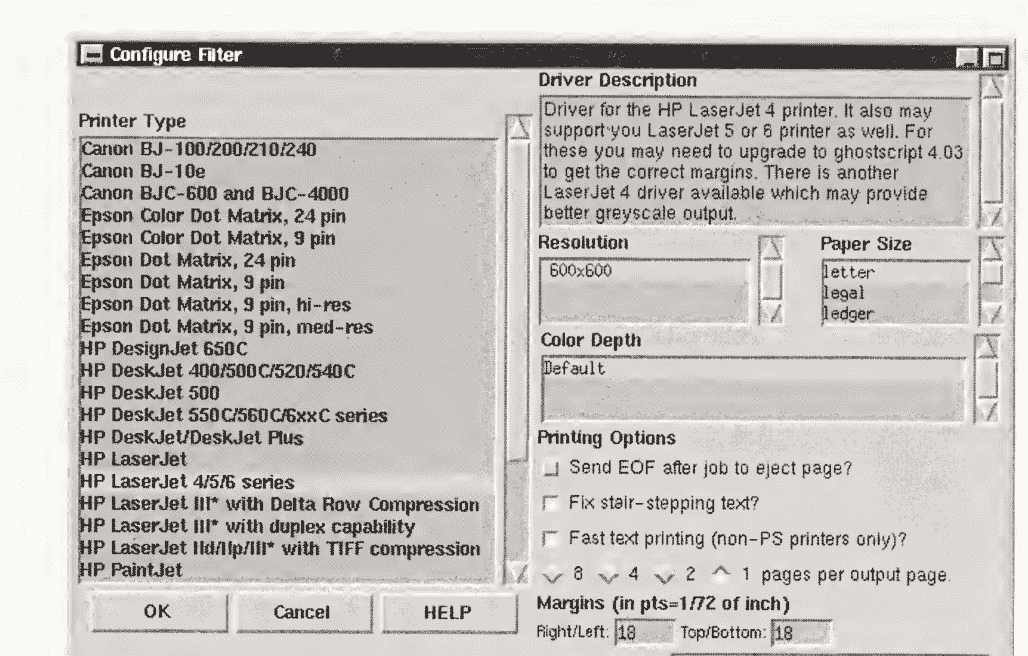 Configure Filter
Printer Type
Canon BJ-100/200/210/240
Canon BJ-10e
Canon BJC-600 and BJC-4000
Epson Color Dot Matrix, 24 pin
Epson Color Dot Matrix, 9 pin
Epson Dot Matrix, 24 pin
Epson Dot Matrix, 9 pin
Epson Dot Matrix, 9 pin, hi-res
Epson Dot Matrix, 9 pin, med-res
HP DesignJet 650C
HP DeskJet 400/500C/520/540C
HP DeskJet 500
HP DeskJet 550C/560C/6xxC series
HP DeskJet/DeskJet Plus
HP LaserJet
HP LaserJet 4/5/6 series
HP LaserJet III* with Delta Row Compression
HP LaserJet III* with duplex capability
HP LaserJet IId/IIp/III* with TIFF compression
HP PaintJet
OK Cancel HELP
Driver Description
Driver for the HP LaserJet 4 printer. It also may
support you LaserJet 5 or 6 printer as well. For
these you may need to upgrade to ghostscript 4.03
to get the correct margins. There is another
LaserJet 4 driver available which may provide
better greyscale output.
Resolution
600x600
Paper Size
letter
legal
ledger
Color Depth
Default
Printing Options
Send EOF after job to eject page?
Fix stair-stepping text?
Fast text printing (non-PS printers only)?
8 4 2 1 pages per output page.
Margins (in pts=1/72 of inch)
Right/Left: 18 Top/Bottom: 18